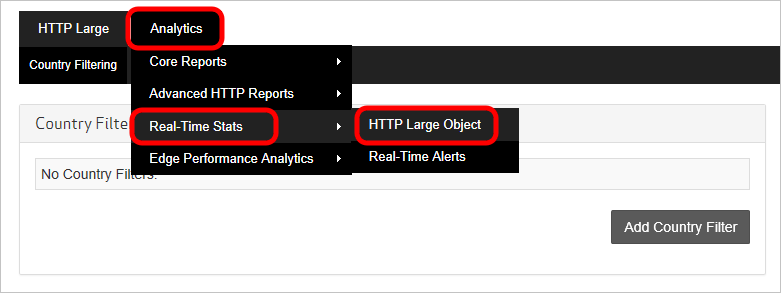 HTTP Large Analytics
Country Filtering
Core Reports
Advanced HTTP Reports
Country Filte
Real-Time Stats
HTTP Large Object
Edge Performance Analytics
Real-Time Alerts
No Country Filters.
Add Country Filter